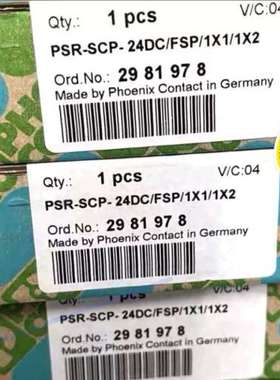 Qty.: 1 pcs V/C:04
PSR-SCP- 24DC/FSP/1X1/1X2
Ord.No.: 29 81 97 8
Made by Phoenix Contact in Germany
Qty.: 1 pcs V/C:04
PSR-SCP- 24DC/FSP/1X1/1X2
Ord.No.: 29 81 97 8
Made by Phoenix Contact in Germany
1 pcs V/C:04
PSR-SCP- 24DC/FSP/1X1/1X2
Ord.No.: 29 81 97 8
Made by Phoenix Contact in Germany